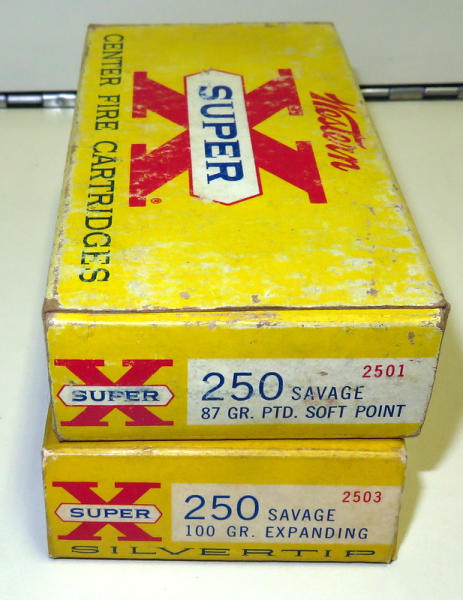 Western
SUPER X
®
CENTER FIRE CARTRIDGES
SUPER X
2501
250 SAVAGE
87 GR. PTD. SOFT POINT
SUPER X
2503
250 SAVAGE
100 GR. EXPANDING
SILVERTIP